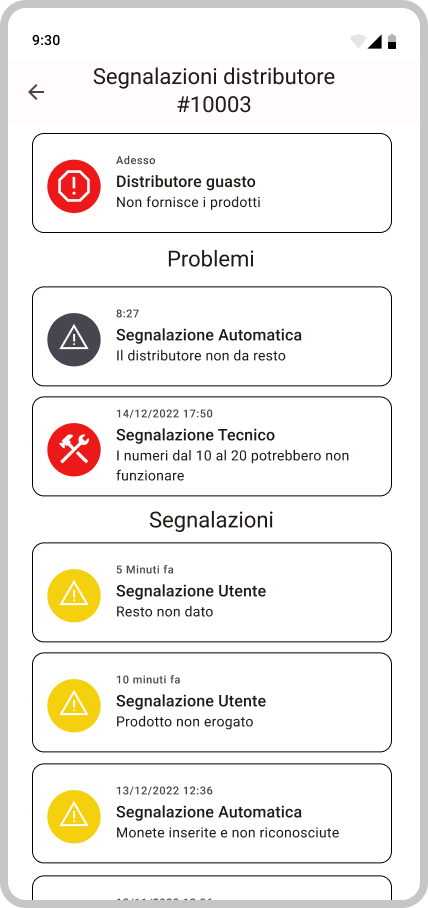 9:30
Segnalazioni distributore
#10003
Adesso
Distributore guasto
Non fornisce i prodotti
Problemi
8:27
Segnalazione Automatica
Il distributore non da resto
14/12/2022 17:50
Segnalazione Tecnico
I numeri dal 10 al 20 potrebbero non
funzionare
Segnalazioni
5 Minuti fa
Segnalazione Utente
Resto non dato
10 minuti fa
Segnalazione Utente
Prodotto non erogato
13/12/2022 12:36
Segnalazione Automatica
Monete inserite e non riconosciute